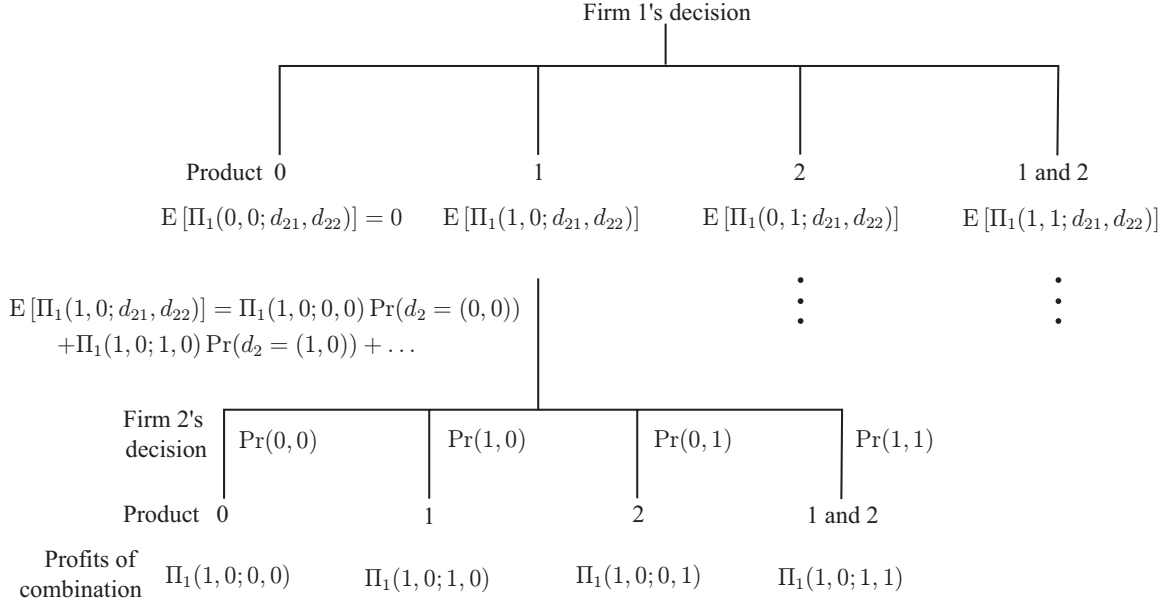 Firm 1's decision
Product 0 1 2 1 and 2
E [Π₁(0, 0; d₂₁, d₂₂)] = 0 E [Π₁(1, 0; d₂₁, d₂₂)] E [Π₁(0, 1; d₂₁, d₂₂)] E [Π₁(1, 1; d₂₁, d₂₂)]
E [Π₁(1, 0; d₂₁, d₂₂)] = Π₁(1, 0; 0, 0) Pr(d₂ = (0, 0))
+Π₁(1, 0; 1, 0) Pr(d₂ = (1, 0)) + . . .
Firm 2's
decision
Pr(0, 0) Pr(1, 0) Pr(0, 1) Pr(1, 1)
Product 0 1 2 1 and 2
Profits of
combination
Π₁(1, 0; 0, 0) Π₁(1, 0; 1, 0) Π₁(1, 0; 0, 1) Π₁(1, 0; 1, 1)